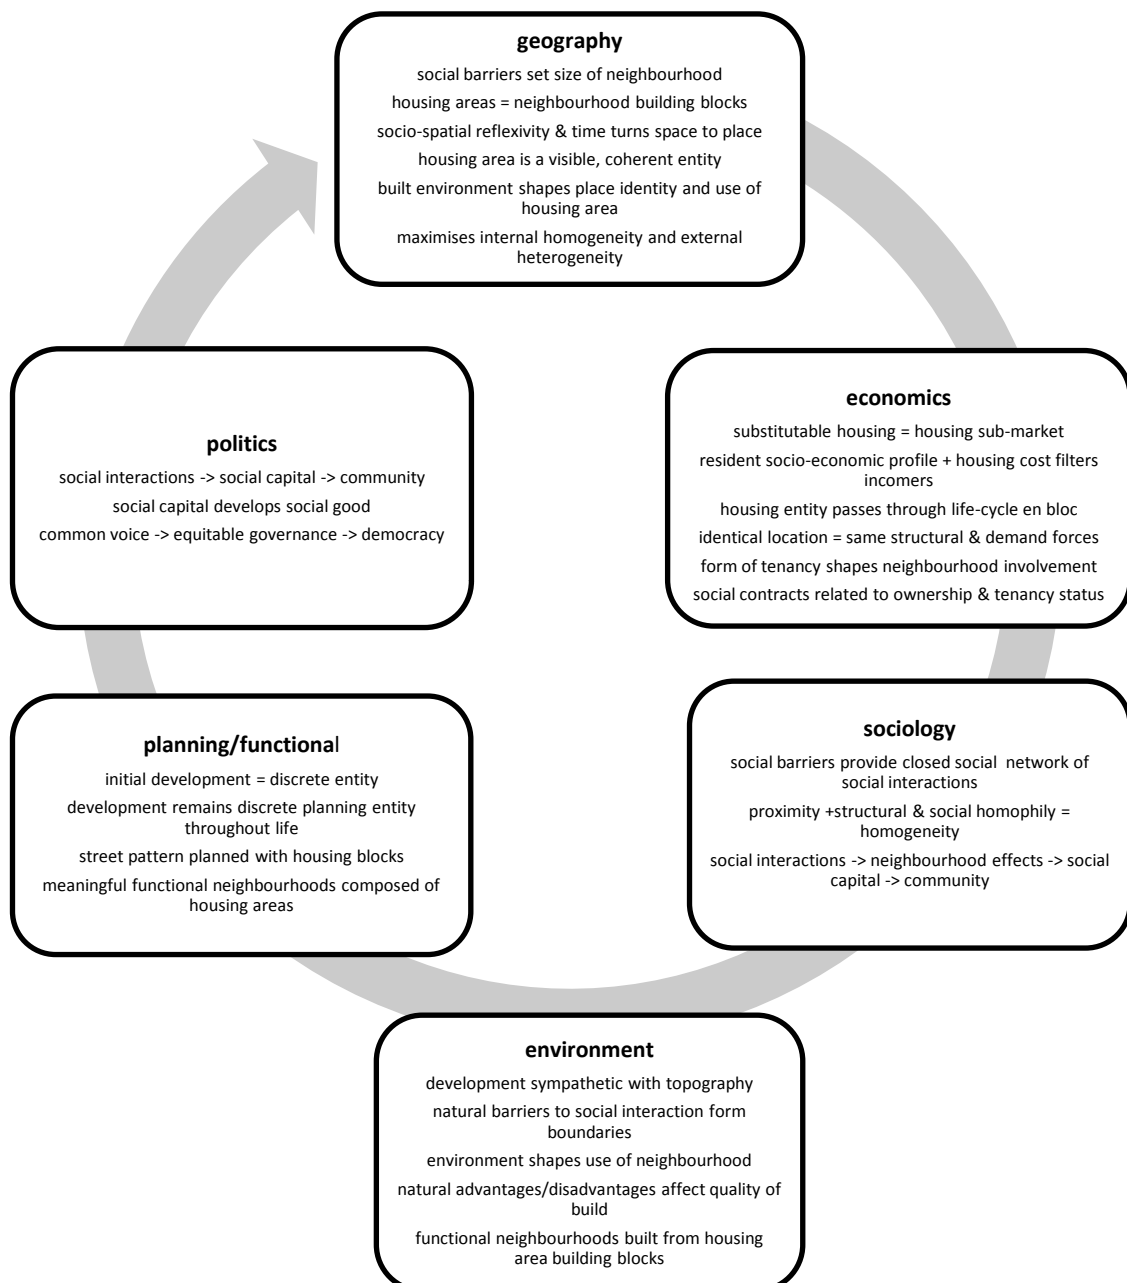 geography
social barriers set size of neighbourhood
housing areas = neighbourhood building blocks
socio-spatial reflexivity & time turns space to place
housing area is a visible, coherent entity
built environment shapes place identity and use of
housing area
maximises internal homogeneity and external
heterogeneity
economics
substitutable housing = housing sub-market
resident socio-economic profile + housing cost filters
incomers
housing entity passes through life-cycle en bloc
identical location = same structural & demand forces
form of tenancy shapes neighbourhood involvement
social contracts related to ownership & tenancy status
sociology
social barriers provide closed social network of
social interactions
proximity +structural & social homophily =
homogeneity
social interactions -> neighbourhood effects -> social
capital -> community
environment
development sympathetic with topography
natural barriers to social interaction form
boundaries
environment shapes use of neighbourhood
natural advantages/disadvantages affect quality of
build
functional neighbourhoods built from housing
area building blocks
planning/functional
initial development = discrete entity
development remains discrete planning entity
throughout life
street pattern planned with housing blocks
meaningful functional neighbourhoods composed of
housing areas
politics
social interactions -> social capital -> community
social capital develops social good
common voice -> equitable governance -> democracy